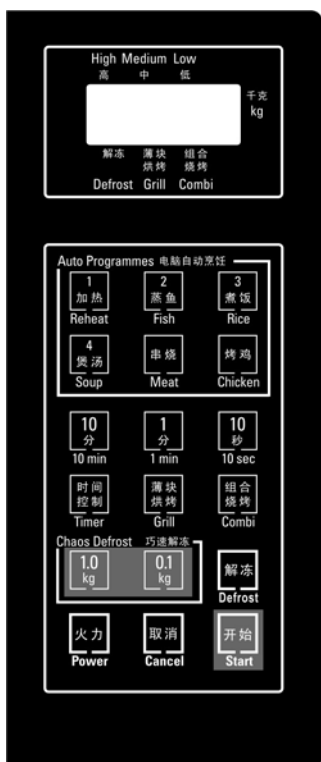 High Medium Low
高 中 低
千克
kg
解冻 薄块 组合
烘烤 烧烤
Defrost Grill Combi
Auto Programmes 电脑自动烹饪
1 2 3
加热 蒸鱼 煮饭
Reheat Fish Rice
4
煲汤 串烧 烤鸡
Soup Meat Chicken
10 1 10
分 分 秒
10 min 1 min 10 sec
时间 薄块 组合
控制 烘烤 烧烤
Timer Grill Combi
Chaos Defrost 巧速解冻
1.0 0.1
kg kg
解冻
Defrost
火力 取消 开始
Power Cancel Start